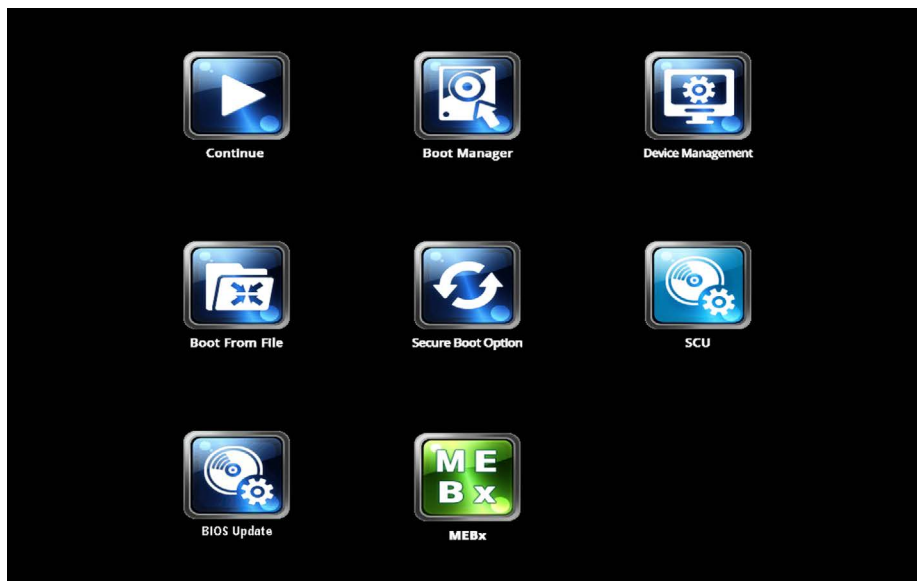 Continue
Boot Manager
Device Management
Boot From File
Secure Boot Option
SCU
BIOS Update
M E
B x
MEBx